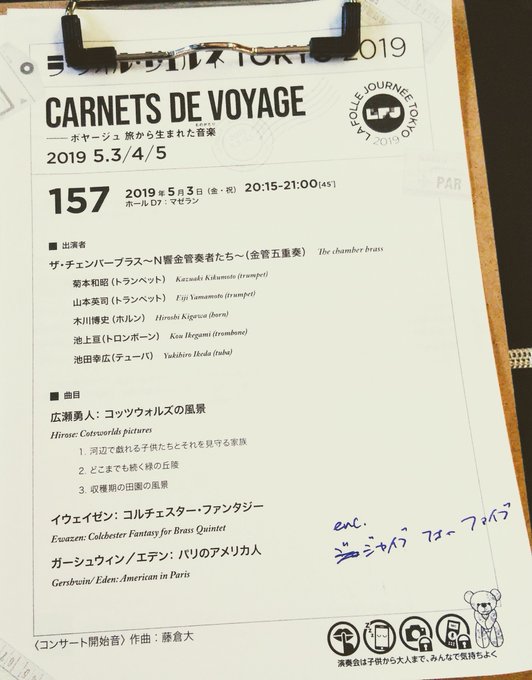 ラ・フォル・ジュルネ TOKYO 2019
CARNETS DE VOYAGE
ボヤージュ 旅から生まれた音楽
ものがたり
2019 5.3/4/5
LA FOLLE JOURNÉE TOKYO 2019
LFJ
PAR
157
2019年5月3日(金・祝) 20:15-21:00[45']
ホールD7:マゼラン
■ 出演者
ザ・チェンバーブラス〜N響金管奏者たち〜(金管五重奏) The chamber brass
菊本和昭(トランペット) Kazuaki Kikumoto (trumpet)
山本英司(トランペット) Eiji Yamamoto (trumpet)
木川博史(ホルン) Hiroshi Kigawa (horn)
池上亘(トロンボーン) Kou Ikegami (trombone)
池田幸広(テューバ) Yukihiro Ikeda (tuba)
■ 曲目
広瀬勇人:コッツウォルズの風景
Hirose: Cotsworlds pictures
1. 河辺で戯れる子供たちとそれを見守る家族
2. どこまでも続く緑の丘陵
3. 収穫期の田園の風景
イウェイゼン:コルチェスター・ファンタジー
Ewazen: Colchester Fantasy for Brass Quintet
ガーシュウィン/エデン:パリのアメリカ人
Gershwin/ Eden: American in Paris
enc.
ジャイブ フォー ファイブ
〈コンサート開始音〉作曲:藤倉大
演奏会は子供から大人まで、みんなで気持ちよく